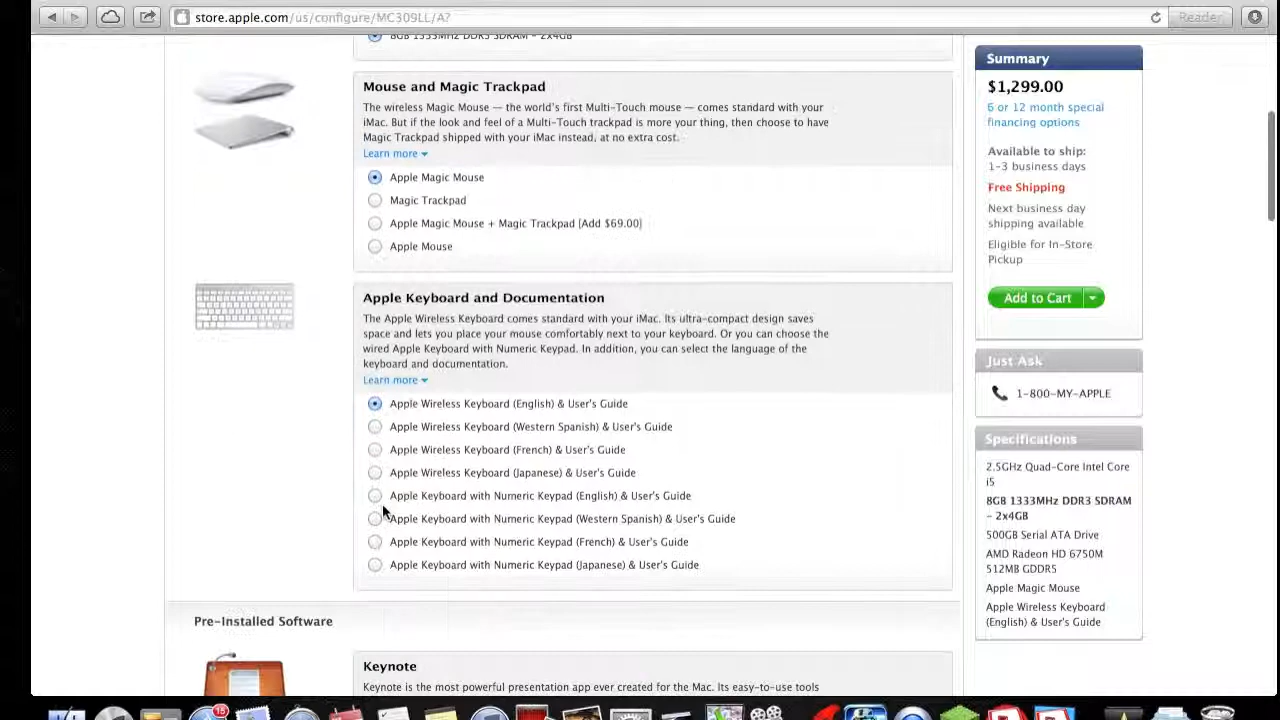 store.apple.com/us/configure/MC309LL/A?
Reader
8GB 1333MHz DDR3 SDRAM - 2x4GB
Mouse and Magic Trackpad
The wireless Magic Mouse — the world's first Multi-Touch mouse — comes standard with your
iMac. But if the look and feel of a Multi-Touch trackpad is more your thing, then choose to have
Magic Trackpad shipped with your iMac instead, at no extra cost.
Learn more
Apple Magic Mouse
Magic Trackpad
Apple Magic Mouse + Magic Trackpad [Add $69.00]
Apple Mouse
Apple Keyboard and Documentation
The Apple Wireless Keyboard comes standard with your iMac. Its ultra-compact design saves
space and lets you place your mouse comfortably next to your keyboard. Or you can choose the
wired Apple Keyboard with Numeric Keypad. In addition, you can select the language of the
keyboard and documentation.
Learn more
Apple Wireless Keyboard (English) & User's Guide
Apple Wireless Keyboard (Western Spanish) & User's Guide
Apple Wireless Keyboard (French) & User's Guide
Apple Wireless Keyboard (Japanese) & User's Guide
Apple Keyboard with Numeric Keypad (English) & User's Guide
Apple Keyboard with Numeric Keypad (Western Spanish) & User's Guide
Apple Keyboard with Numeric Keypad (French) & User's Guide
Apple Keyboard with Numeric Keypad (Japanese) & User's Guide
Pre-Installed Software
Keynote
Keynote is the most powerful presentation app ever created for the Mac. Its easy-to-use tools
Summary
$1,299.00
6 or 12 month special
financing options
Available to ship:
1-3 business days
Free Shipping
Next business day
shipping available
Eligible for In-Store
Pickup
Add to Cart
Just Ask
1-800-MY-APPLE
Specifications
2.5GHz Quad-Core Intel Core
i5
8GB 1333MHz DDR3 SDRAM
- 2x4GB
500GB Serial ATA Drive
AMD Radeon HD 6750M
512MB GDDR5
Apple Magic Mouse
Apple Wireless Keyboard
(English) & User's Guide
15